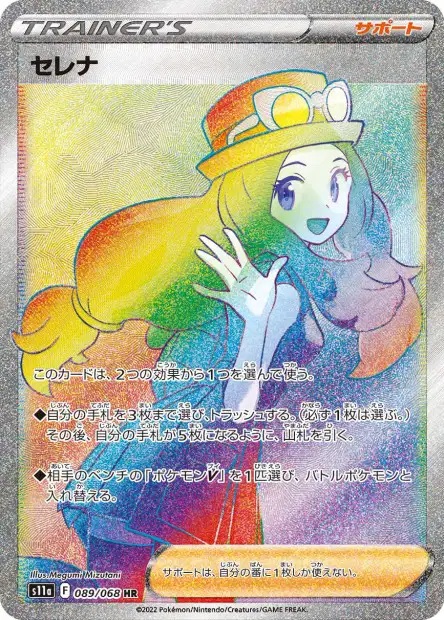 TRAINER'S サポート
セレナ
このカードは、2つの効果から1つを選んで使う。
◆自分の手札を3枚まで選び、トラッシュする。(必ず1枚は選ぶ。)
その後、自分の手札が5枚になるように、山札を引く。
◆相手のベンチの「ポケモンV」を1匹選び、バトルポケモンと
入れ替える。
Illus. Megumi Mizutani
サポートは、自分の番に1枚しか使えない。
s11a F 089/068 HR
©2022 Pokémon/Nintendo/Creatures/GAME FREAK.